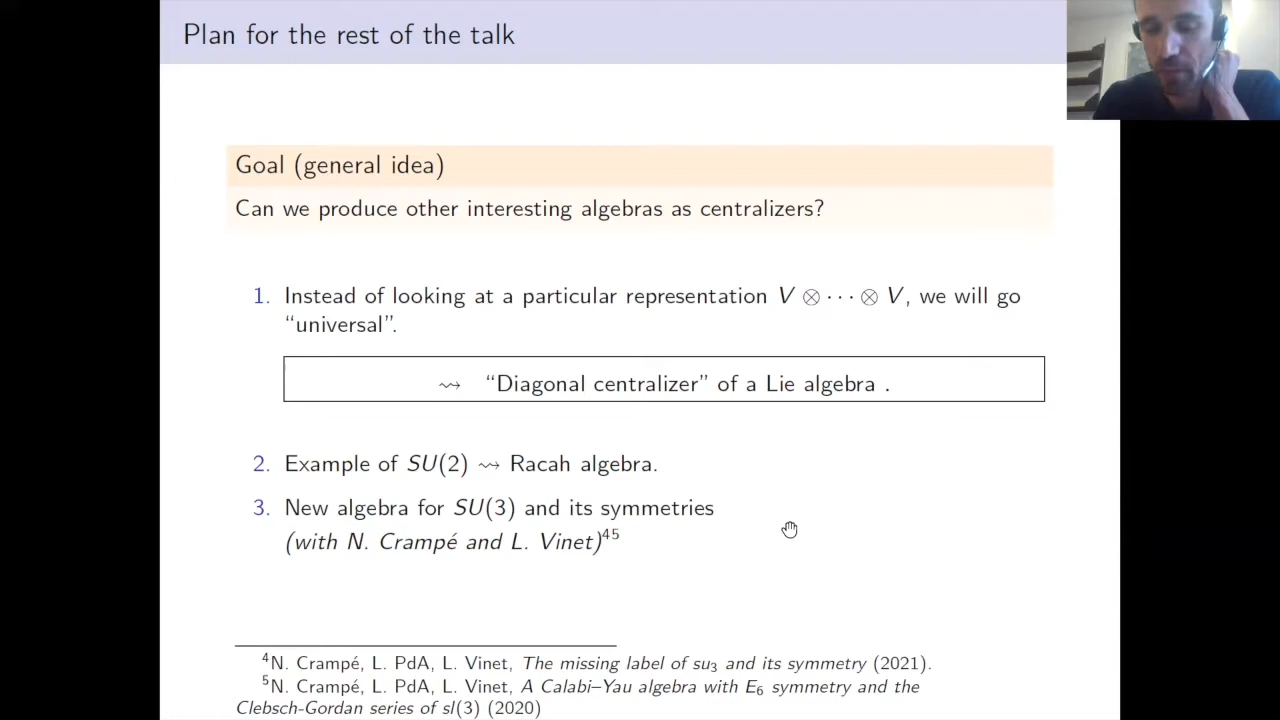 Plan for the rest of the talk
Goal (general idea)
Can we produce other interesting algebras as centralizers?
1. Instead of looking at a particular representation V ⊗ ··· ⊗ V, we will go
“universal”.
⇝ “Diagonal centralizer” of a Lie algebra .
2. Example of SU(2) ⇝ Racah algebra.
3. New algebra for SU(3) and its symmetries
(with N. Crampé and L. Vinet)⁴⁵
⁴N. Crampé, L. PdA, L. Vinet, The missing label of su₃ and its symmetry (2021).
⁵N. Crampé, L. PdA, L. Vinet, A Calabi–Yau algebra with E₆ symmetry and the
Clebsch-Gordan series of sl(3) (2020)